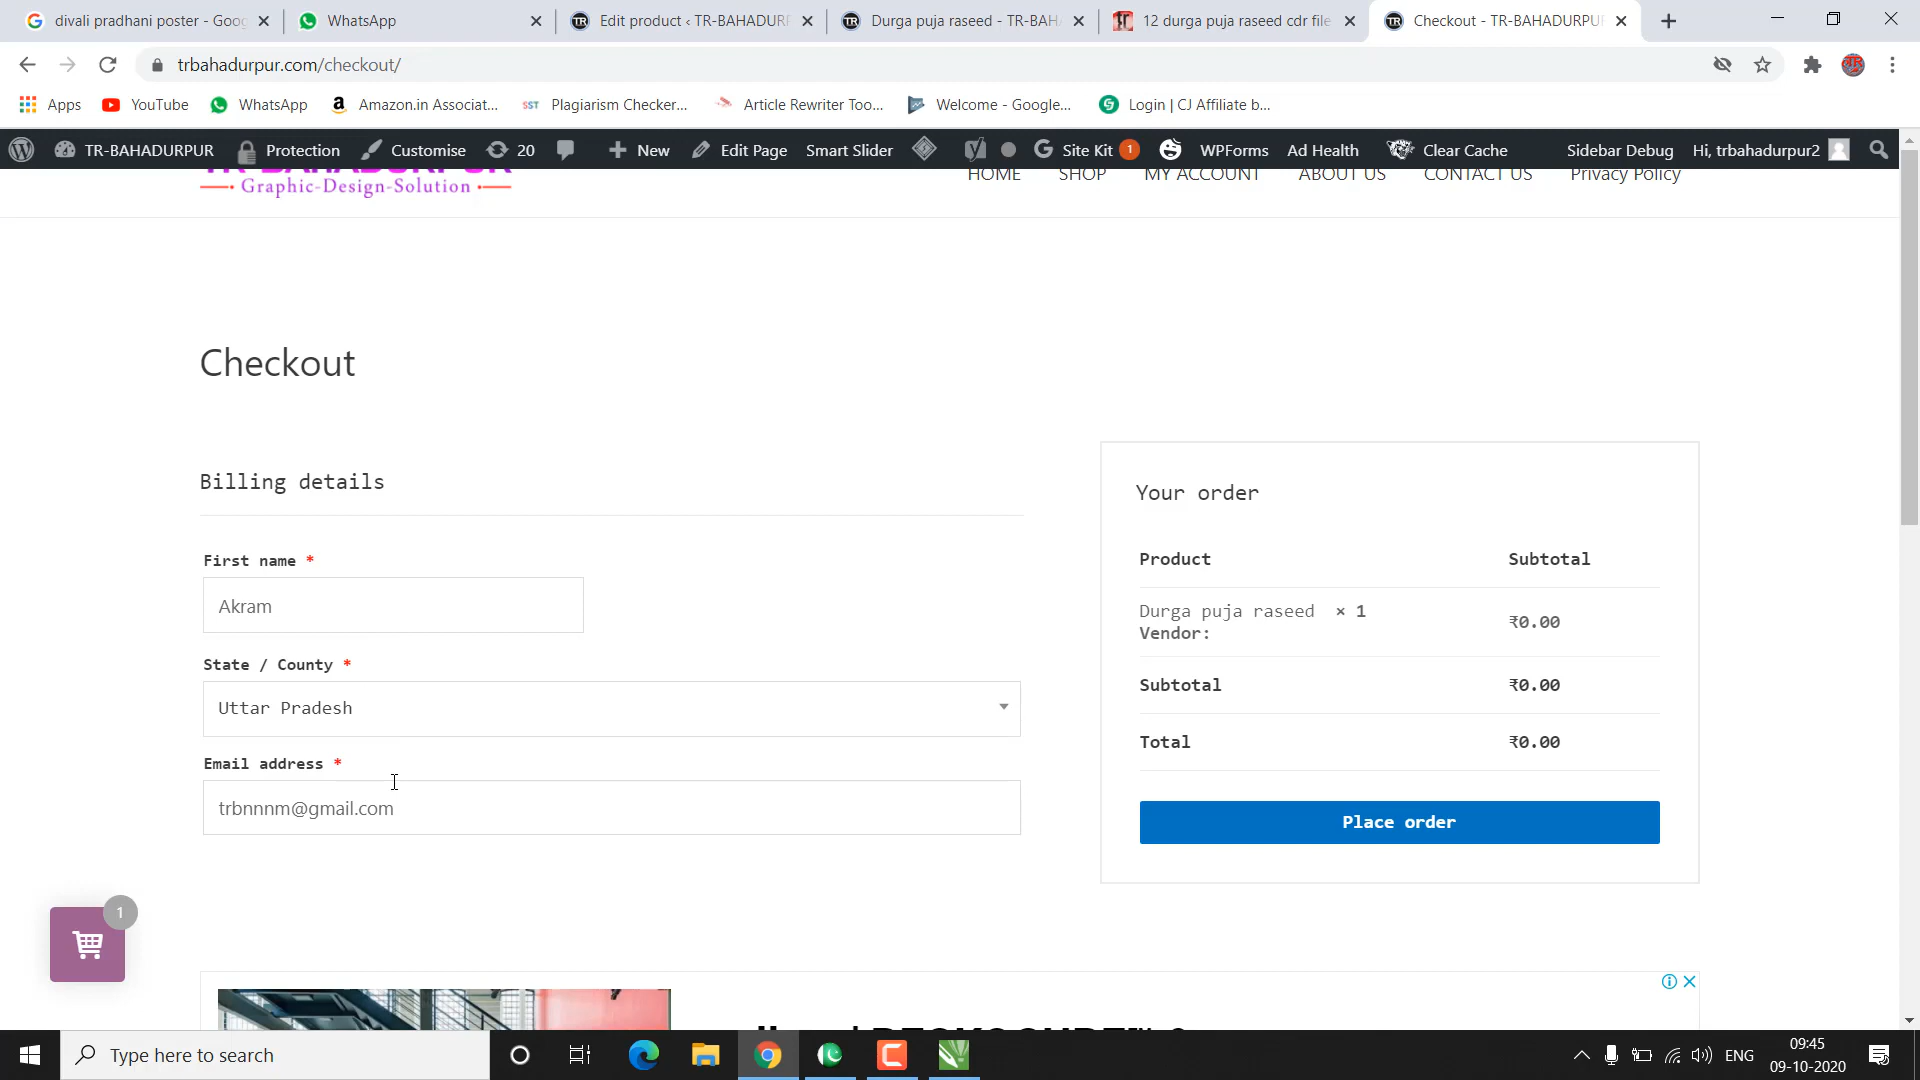 divali pradhani poster - Goog
WhatsApp
Edit product ‹ TR-BAHADURP
Durga puja raseed - TR-BAHA
12 durga puja raseed cdr file
Checkout - TR-BAHADURPU
trbahadurpur.com/checkout/
Apps
YouTube
WhatsApp
Amazon.in Associat...
SST
Plagiarism Checker...
Article Rewriter Too...
Welcome - Google...
Login | CJ Affiliate b...
TR-BAHADURPUR
Protection
Customise
20
New
Edit Page
Smart Slider
Site Kit 1
WPForms
Ad Health
Clear Cache
Sidebar Debug
Hi, trbahadurpur2
TR-BAHADURPUR
Graphic-Design-Solution
HOME
SHOP
MY ACCOUNT
ABOUT US
CONTACT US
Privacy Policy
Checkout
Billing details
First name *
Akram
State / County *
Uttar Pradesh
Email address *
trbnnnm@gmail.com
Your order
Product Subtotal
Durga puja raseed × 1 ₹0.00
Vendor:
Subtotal ₹0.00
Total ₹0.00
Place order
1
Type here to search
ENG
09:45
09-10-2020